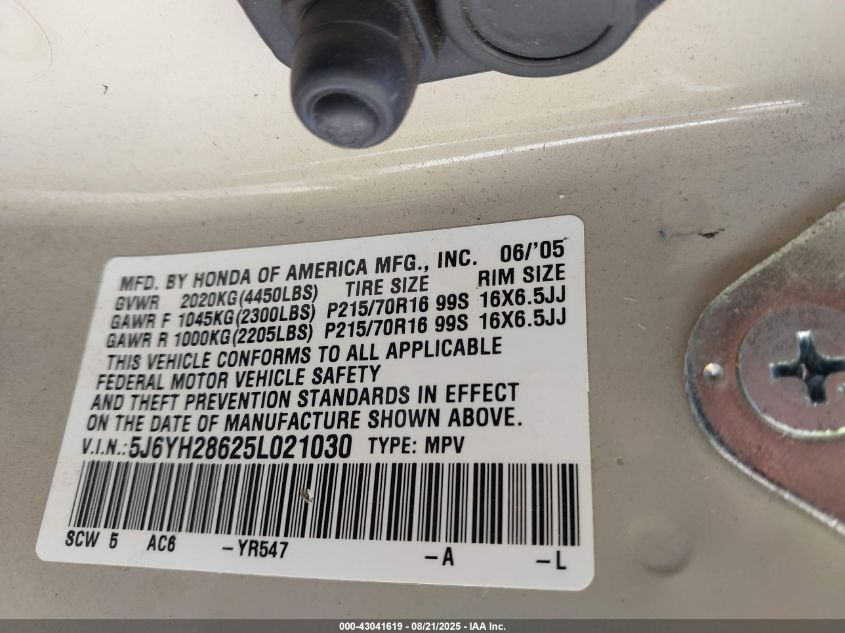 MFD. BY HONDA OF AMERICA MFG., INC. 06/'05
GVWR 2020KG(4450LBS) TIRE SIZE RIM SIZE
GAWR F 1045KG(2300LBS) P215/70R16 99S 16X6.5JJ
GAWR R 1000KG(2205LBS) P215/70R16 99S 16X6.5JJ
THIS VEHICLE CONFORMS TO ALL APPLICABLE
FEDERAL MOTOR VEHICLE SAFETY
AND THEFT PREVENTION STANDARDS IN EFFECT
ON THE DATE OF MANUFACTURE SHOWN ABOVE.
V.I.N.:5J6YH28625L021030 TYPE: MPV
SCW 5 AC6 -YR547 -A -L
000-43041619 - 08/21/2025 - IAA Inc.